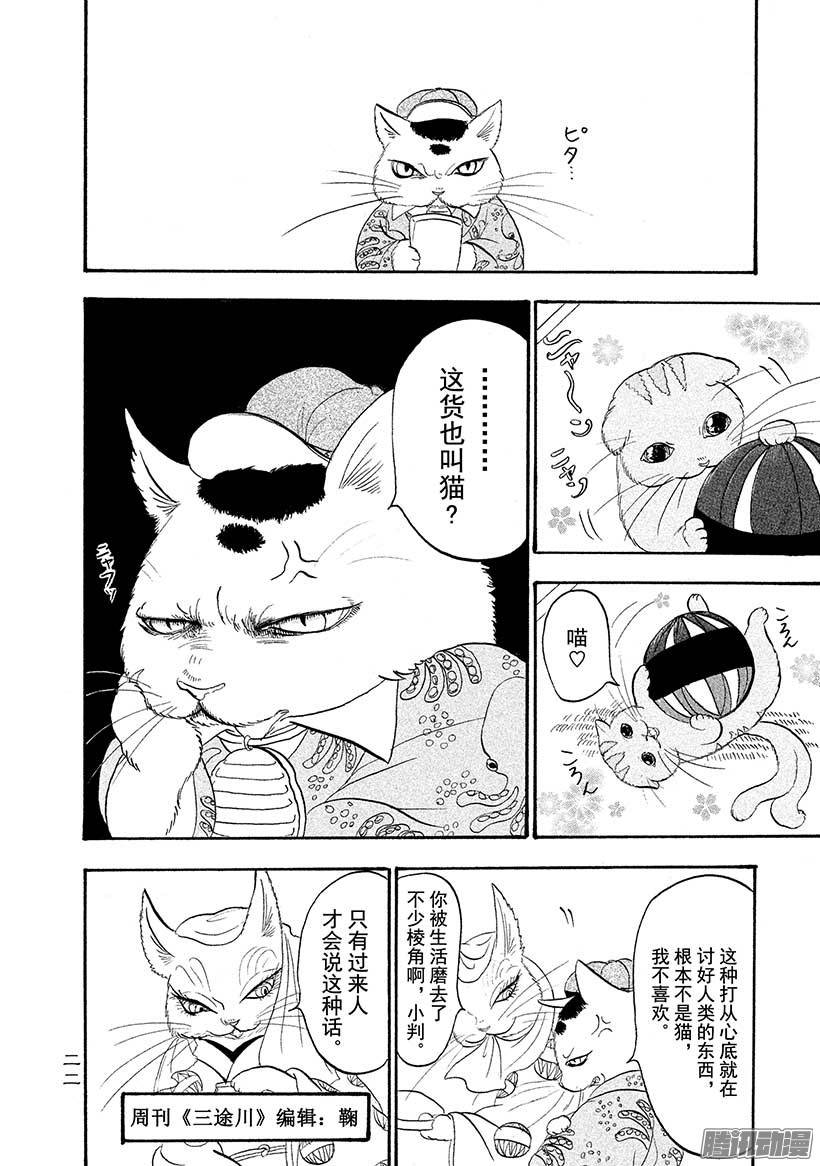 ピタ…
ニャーン
ニャン
………
这货也叫猫?
ニャフッ
喵♡
ころん
ころん
这种打从心底就在
讨好人类的东西,
根本不是猫,
我不喜欢。
你被生活磨去了
不少棱角啊,小判。
只有过来人
才会说这种话。
周刊《三途川》编辑:鞠
二二
腾讯动漫